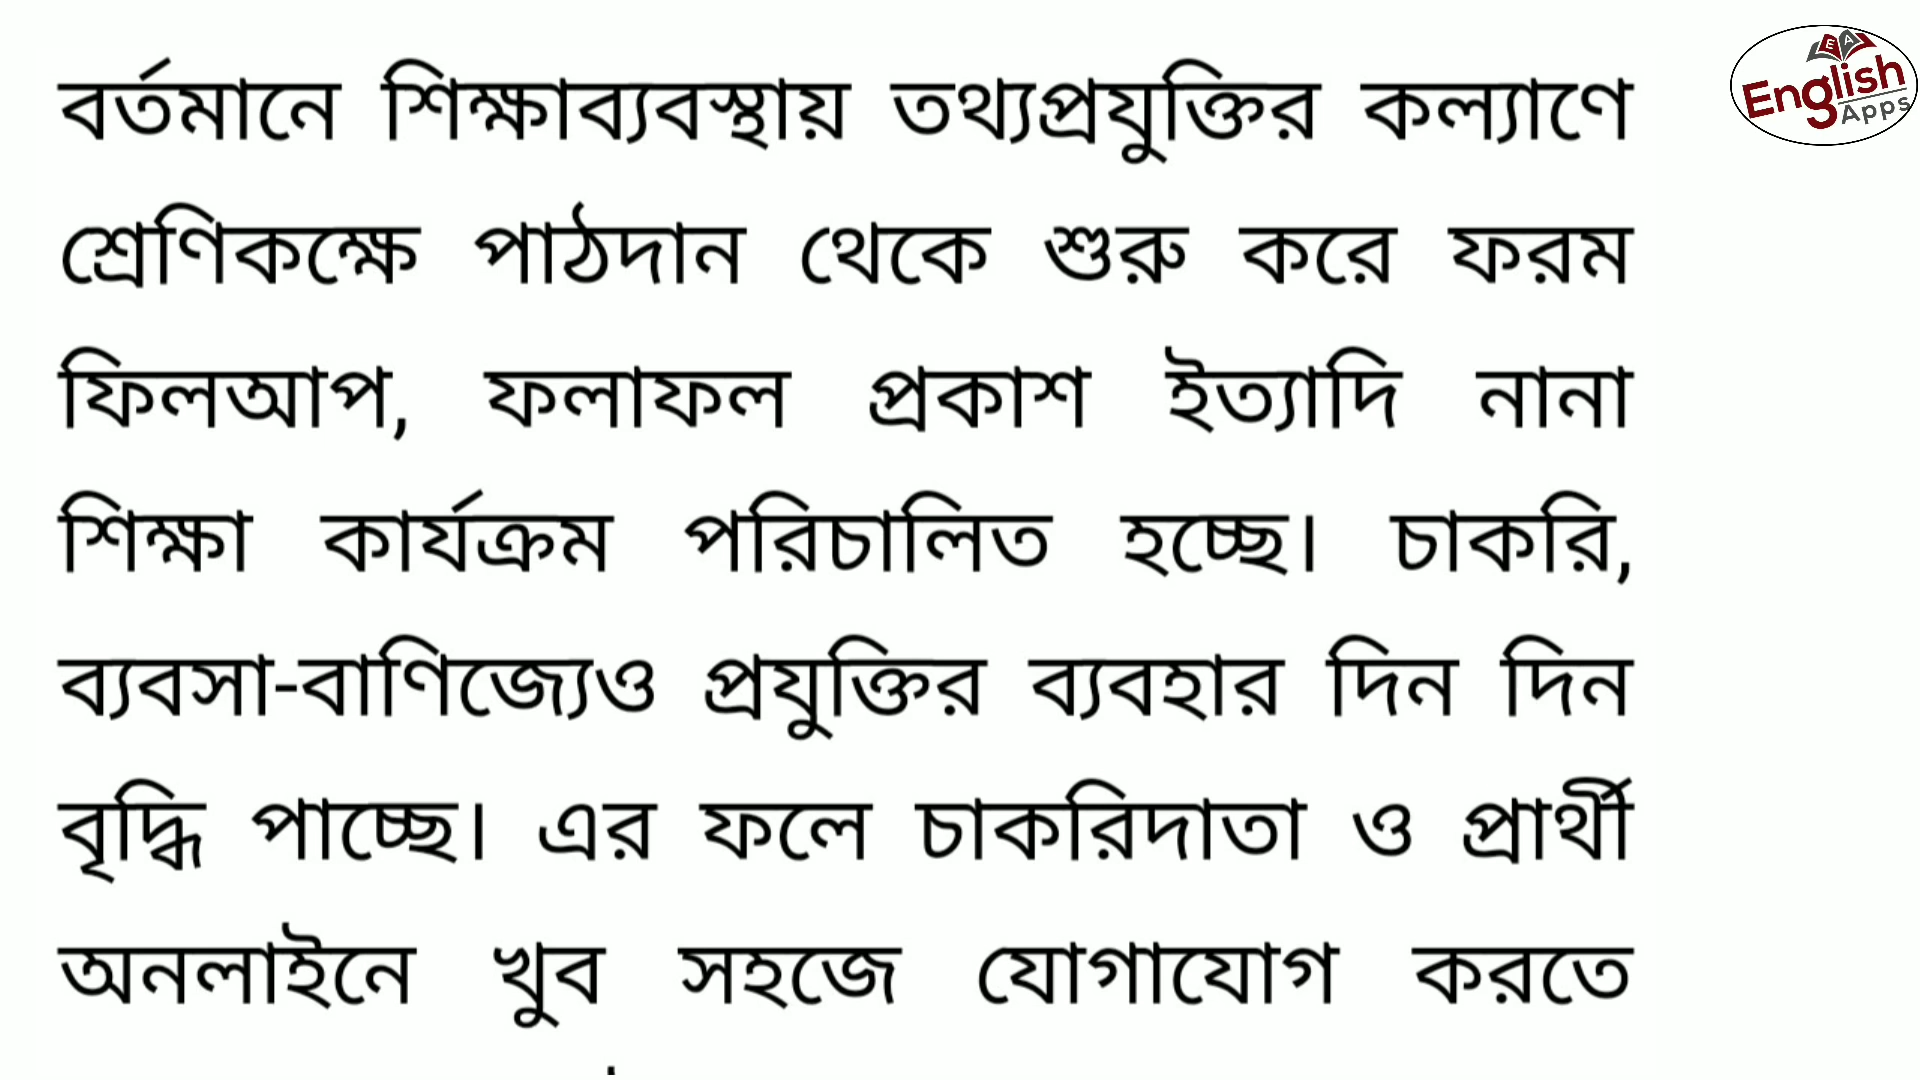 বর্তমানে শিক্ষাব্যবস্থায় তথ্যপ্রযুক্তির কল্যাণে
শ্রেণিকক্ষে পাঠদান থেকে শুরু করে ফরম
ফিলআপ, ফলাফল প্রকাশ ইত্যাদি নানা
শিক্ষা কার্যক্রম পরিচালিত হচ্ছে। চাকরি,
ব্যবসা-বাণিজ্যেও প্রযুক্তির ব্যবহার দিন দিন
বৃদ্ধি পাচ্ছে। এর ফলে চাকরিদাতা ও প্রার্থী
অনলাইনে খুব সহজে যোগাযোগ করতে
EA
English
Apps